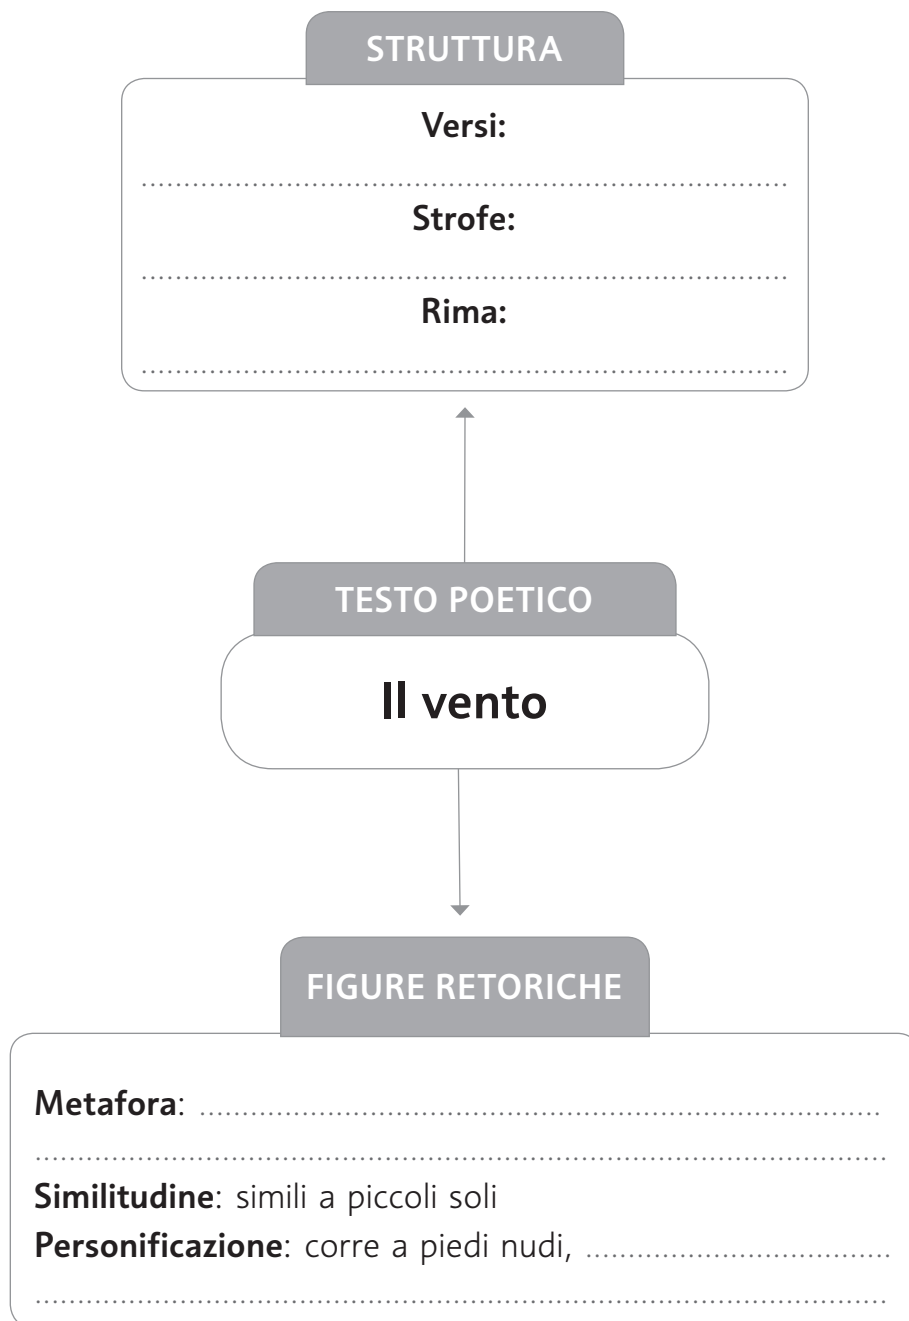 STRUTTURA
Versi:
................................................................................
Strofe:
................................................................................
Rima:
................................................................................
TESTO POETICO
Il vento
FIGURE RETORICHE
Metafora: ................................................................................
................................................................................
Similitudine: simili a piccoli soli
Personificazione: corre a piedi nudi, ....................................
................................................................................